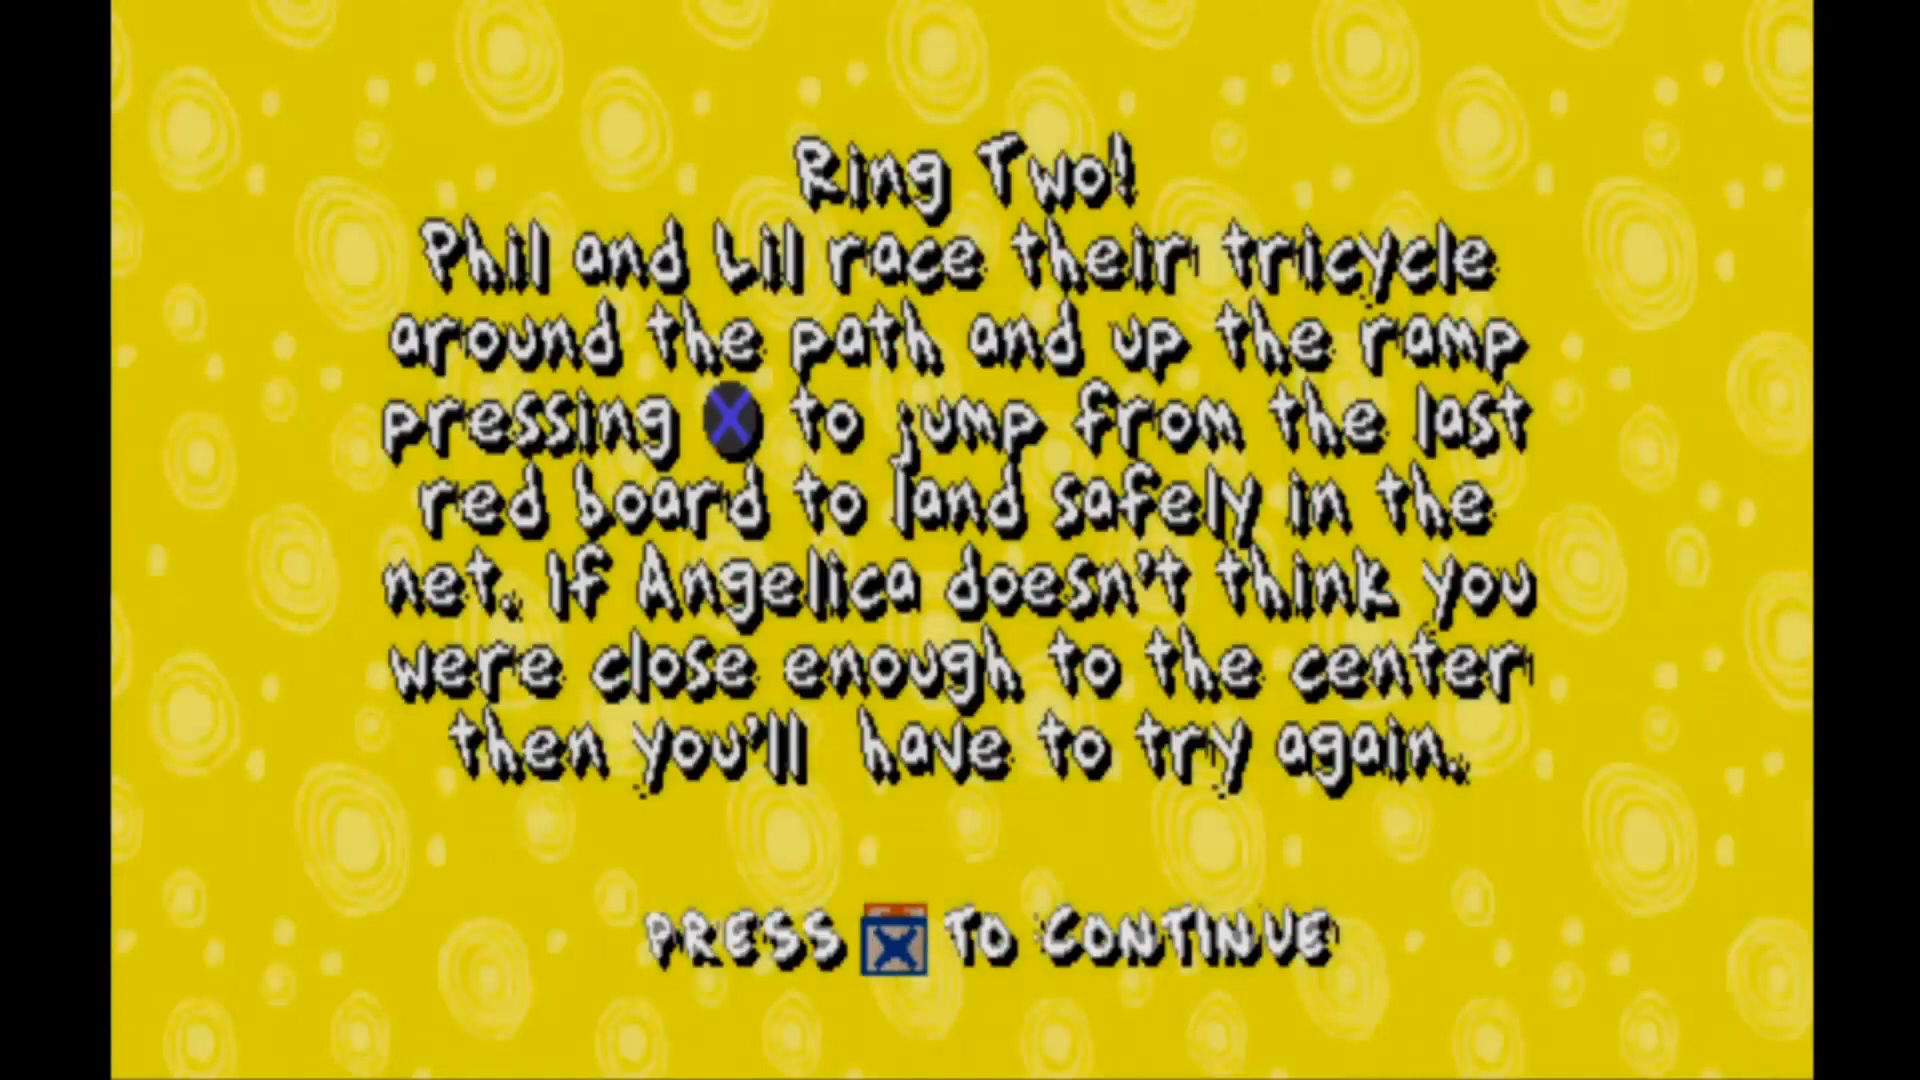 Ring Two!
Phil and Lil race their tricycle
around the path and up the ramp
pressing X to jump from the last
red board to land safely in the
net. If Angelica doesn't think you
were close enough to the center
then you'll have to try again.
PRESS X TO CONTINUE